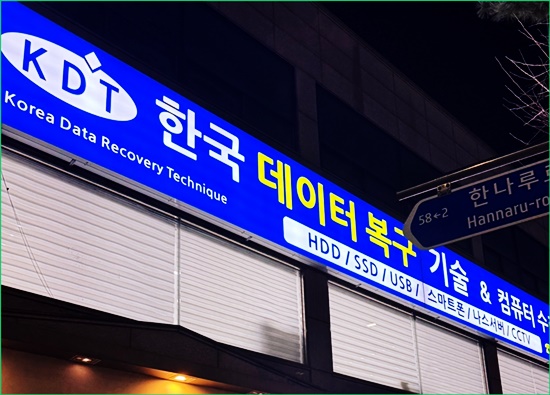 KDT
Korea Data Recovery Technique
한국 데이터 복구 기술 & 컴퓨터
HDD / SSD / USB / 스마트폰 / 나스서버 / CCTV
한나루로
58←2
Hannaru-ro